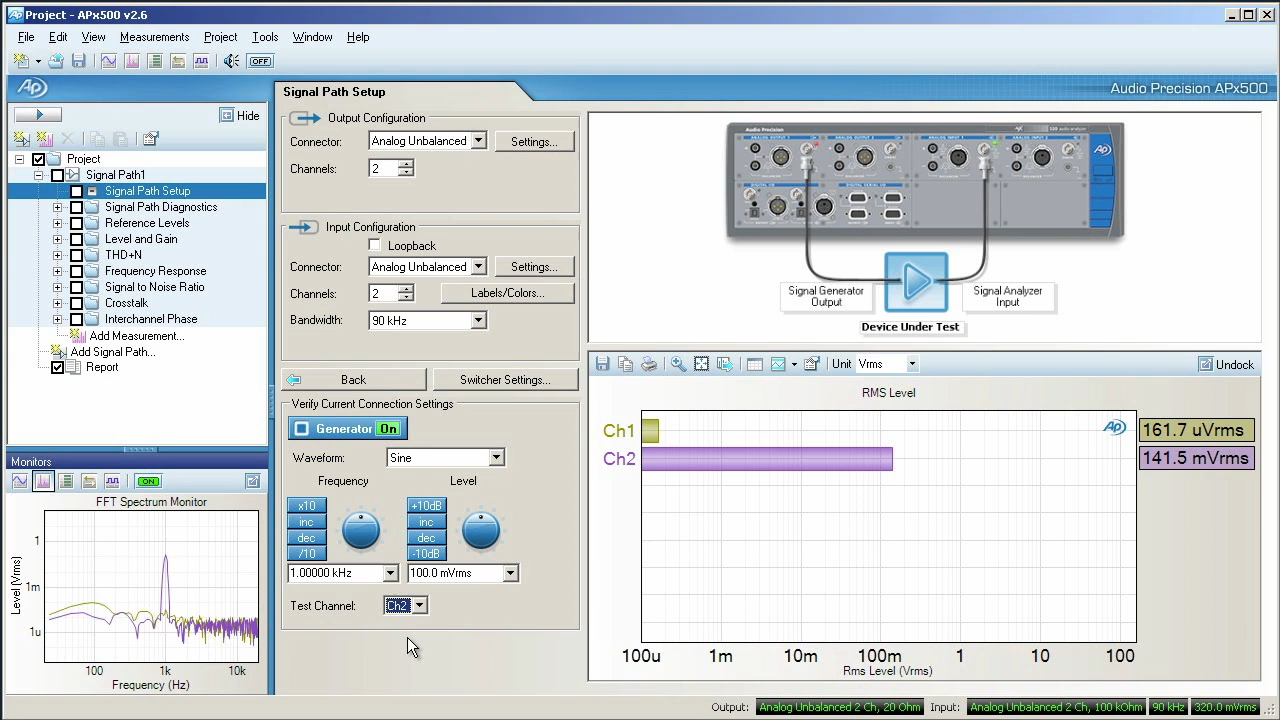 Project - APx500 v2.6
File Edit View Measurements Project Tools Window Help
OFF
AP
Audio Precision APx500
Hide
Project
Signal Path1
Signal Path Setup
Signal Path Diagnostics
Reference Levels
Level and Gain
THD+N
Frequency Response
Signal to Noise Ratio
Crosstalk
Interchannel Phase
Add Measurement...
Add Signal Path...
Report
Monitors
ON
FFT Spectrum Monitor
Level (Vrms)
1
1m
1u
100 1k 10k
Frequency (Hz)
Signal Path Setup
Output Configuration
Connector: Analog Unbalanced Settings...
Channels: 2
Input Configuration
Loopback
Connector: Analog Unbalanced Settings...
Channels: 2 Labels/Colors...
Bandwidth: 90 kHz
Back Switcher Settings...
Verify Current Connection Settings
Generator On
Waveform: Sine
Frequency Level
x10 +10dB
inc inc
dec dec
/10 -10dB
1.00000 kHz 100.0 mVrms
Test Channel: Ch2
Audio Precision
AP
Signal Generator Output
Signal Analyzer Input
Device Under Test
Unit Vrms
Undock
RMS Level
AP
Ch1 161.7 uVrms
Ch2 141.5 mVrms
100u 1m 10m 100m 1 10 100
Rms Level (Vrms)
Output: Analog Unbalanced 2 Ch, 20 Ohm Input: Analog Unbalanced 2 Ch, 100 kOhm 90 kHz 320.0 mVrms